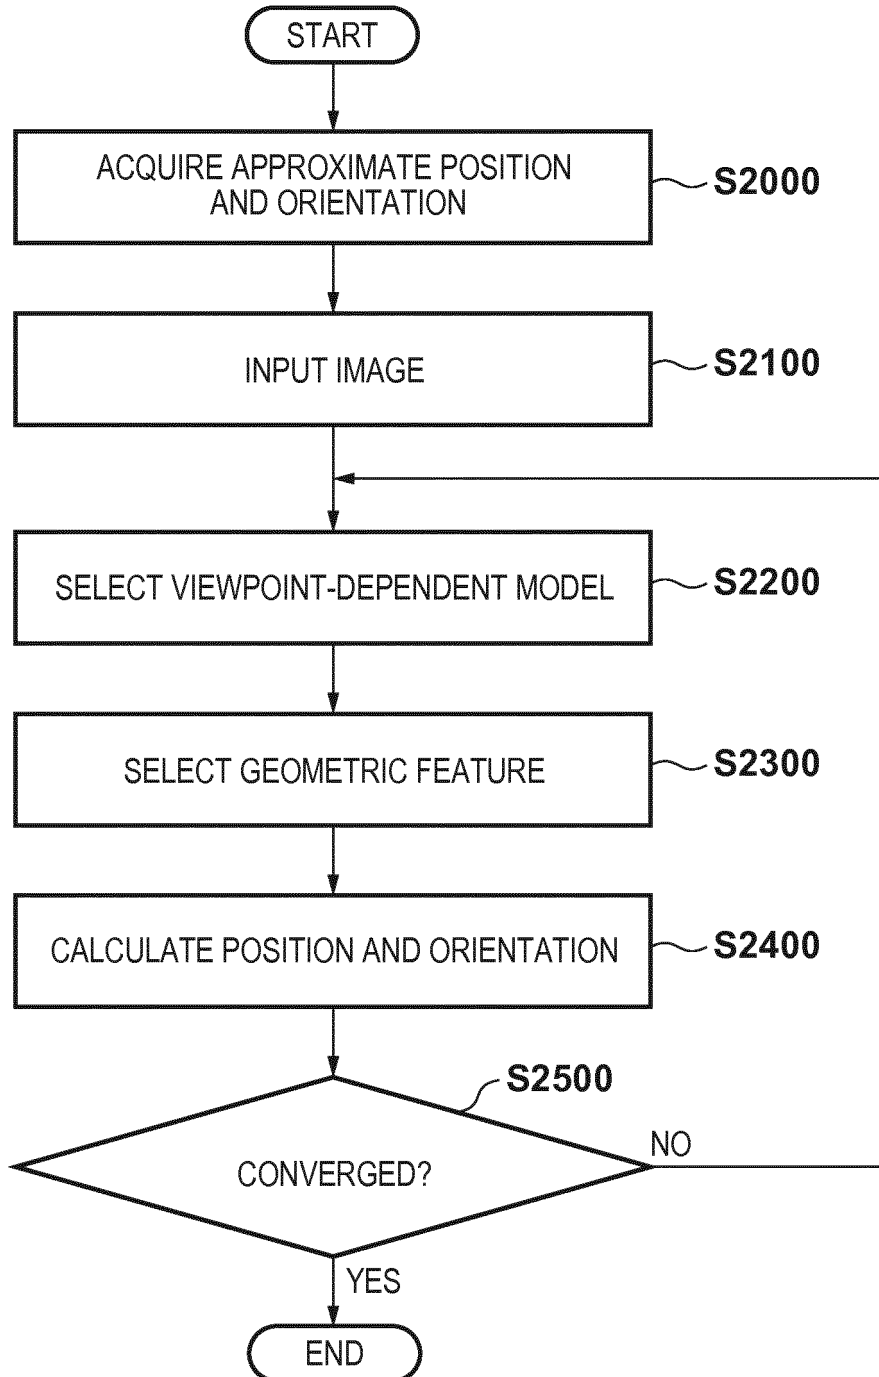 START
ACQUIRE APPROXIMATE POSITION
AND ORIENTATION
S2000
INPUT IMAGE
S2100
SELECT VIEWPOINT-DEPENDENT MODEL
S2200
SELECT GEOMETRIC FEATURE
S2300
CALCULATE POSITION AND ORIENTATION
S2400
S2500
CONVERGED?
NO
YES
END